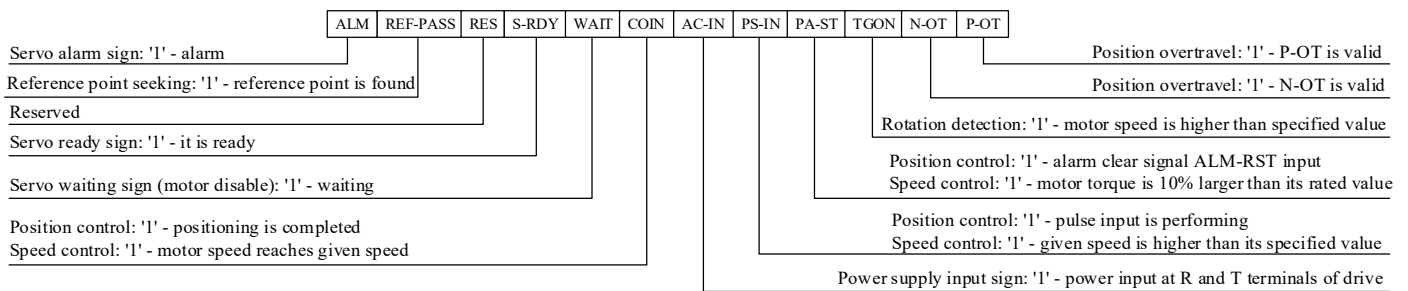 ALM REF-PASS RES S-RDY WAIT COIN AC-IN PS-IN PA-ST TGON N-OT P-OT
Servo alarm sign: '1' - alarm
Reference point seeking: '1' - reference point is found
Reserved
Servo ready sign: '1' - it is ready
Servo waiting sign (motor disable): '1' - waiting
Position control: '1' - positioning is completed
Speed control: '1' - motor speed reaches given speed
Position overtravel: '1' - P-OT is valid
Position overtravel: '1' - N-OT is valid
Rotation detection: '1' - motor speed is higher than specified value
Position control: '1' - alarm clear signal ALM-RST input
Speed control: '1' - motor torque is 10% larger than its rated value
Position control: '1' - pulse input is performing
Speed control: '1' - given speed is higher than its specified value
Power supply input sign: '1' - power input at R and T terminals of drive